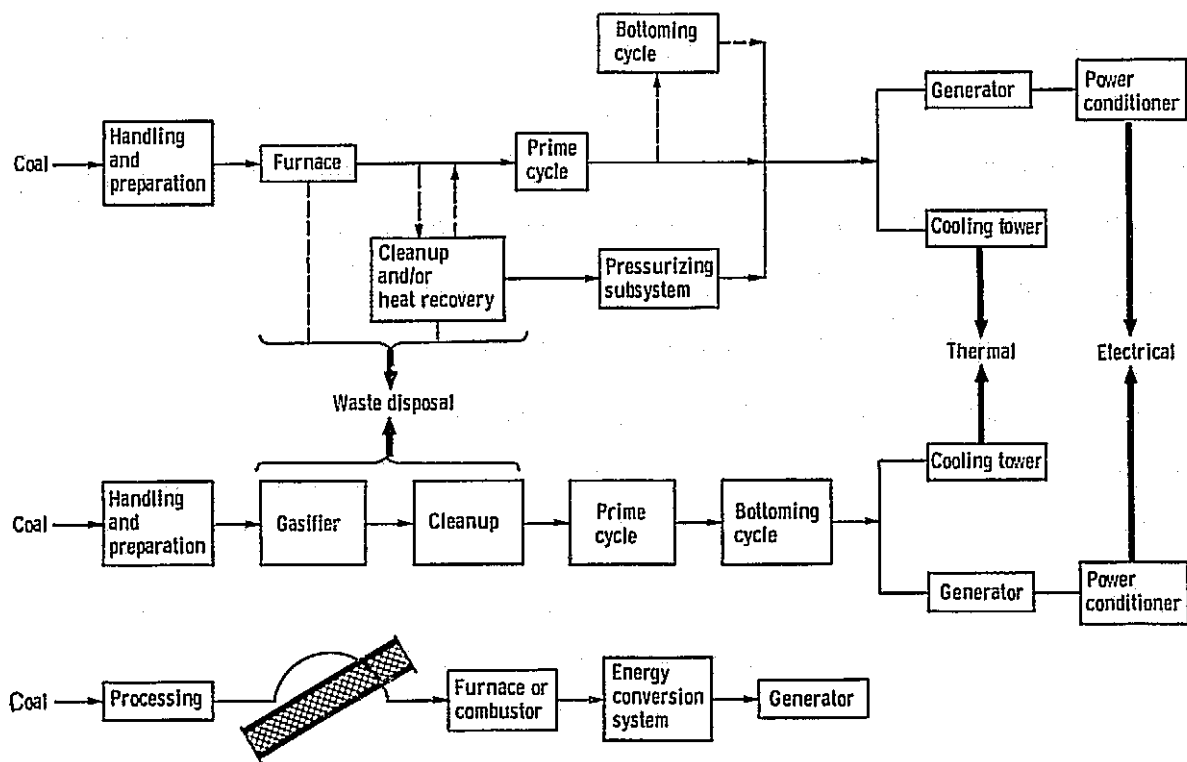 Bottoming
cycle
Generator
Power
conditioner
Coal
Handling
and
preparation
Furnace
Prime
cycle
Cooling tower
Cleanup
and/or
heat recovery
Pressurizing
subsystem
Thermal
Electrical
Waste disposal
Cooling tower
Coal
Handling
and
preparation
Gasifier
Cleanup
Prime
cycle
Bottoming
cycle
Generator
Power
conditioner
Coal
Processing
Furnace or
combustor
Energy
conversion
system
Generator